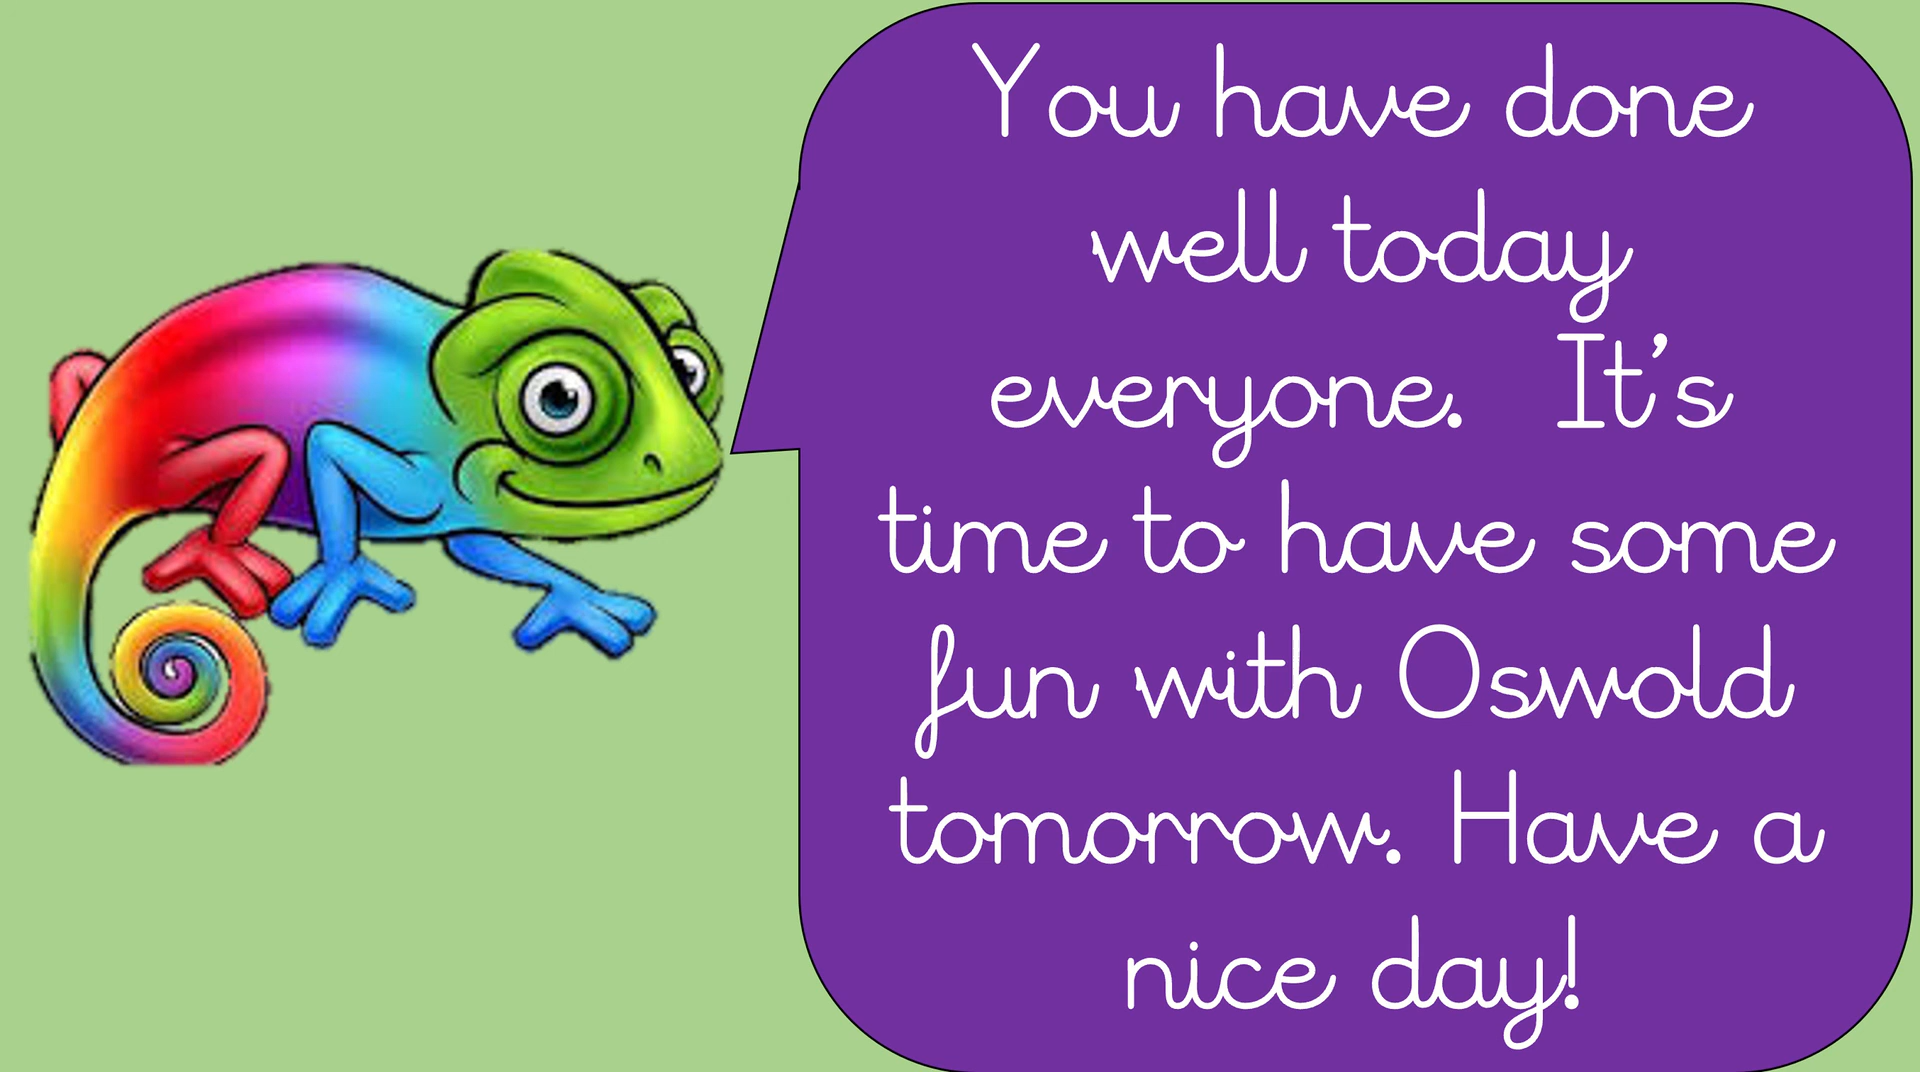 You have done
well today
everyone.   It’s
time to have some
fun with Oswold
tomorrow. Have a
nice day!